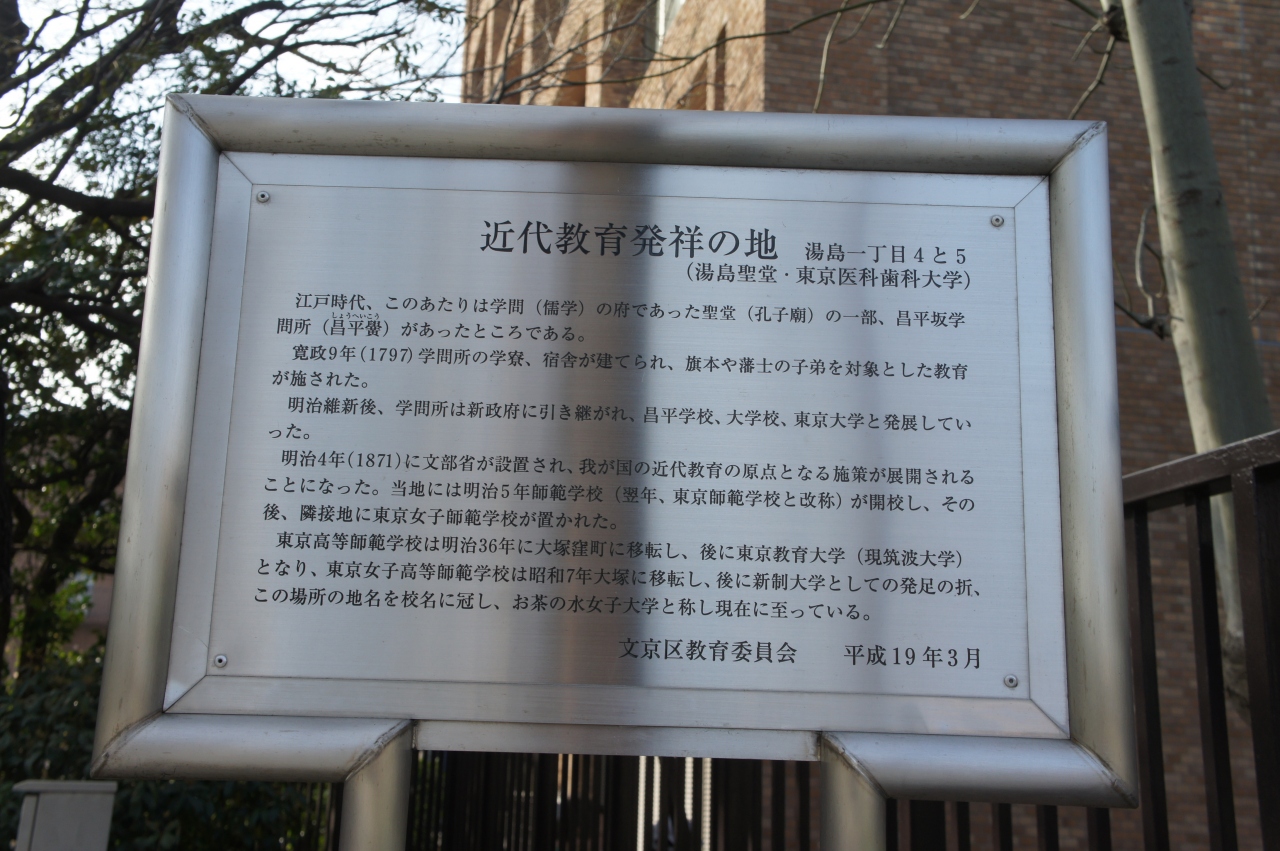 近代教育発祥の地　湯島一丁目4と5
（湯島聖堂・東京医科歯科大学）
江戸時代、このあたりは学問（儒学）の府であった聖堂（孔子廟）の一部、昌平坂学
しょうへいこう
問所（昌平黌）があったところである。
寛政9年（1797）学問所の学寮、宿舎が建てられ、旗本や藩士の子弟を対象とした教育
が施された。
明治維新後、学問所は新政府に引き継がれ、昌平学校、大学校、東京大学と発展してい
った。
明治4年（1871）に文部省が設置され、我が国の近代教育の原点となる施策が展開される
ことになった。当地には明治5年師範学校（翌年、東京師範学校と改称）が開校し、その
後、隣接地に東京女子師範学校が置かれた。
東京高等師範学校は明治36年に大塚窪町に移転し、後に東京教育大学（現筑波大学）
となり、東京女子高等師範学校は昭和7年大塚に移転し、後に新制大学としての発足の折、
この場所の地名を校名に冠し、お茶の水女子大学と称し現在に至っている。
文京区教育委員会　平成19年3月